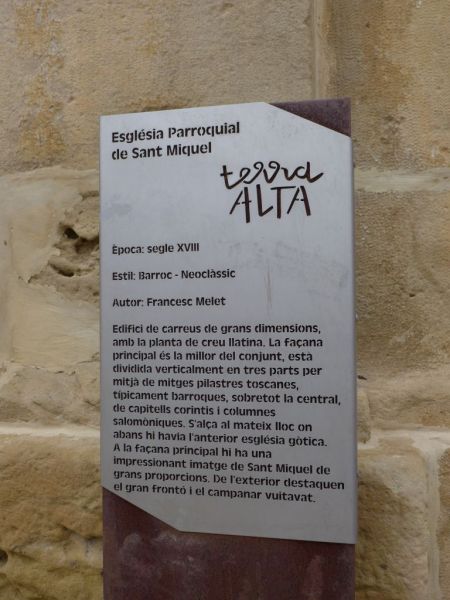 Església Parroquial
de Sant Miquel
terra
ALTA
Època: segle XVIII
Estil: Barroc - Neoclàssic
Autor: Francesc Melet
Edifici de carreus de grans dimensions,
amb la planta de creu llatina. La façana
principal és la millor del conjunt, està
dividida verticalment en tres parts per
mitjà de mitges pilastres toscanes,
típicament barroques, sobretot la central,
de capitells corintis i columnes
salomòniques. S'alça al mateix lloc on
abans hi havia l'anterior església gòtica.
A la façana principal hi ha una
impressionant imatge de Sant Miquel de
grans proporcions. De l'exterior destaquen
el gran frontó i el campanar vuitavat.